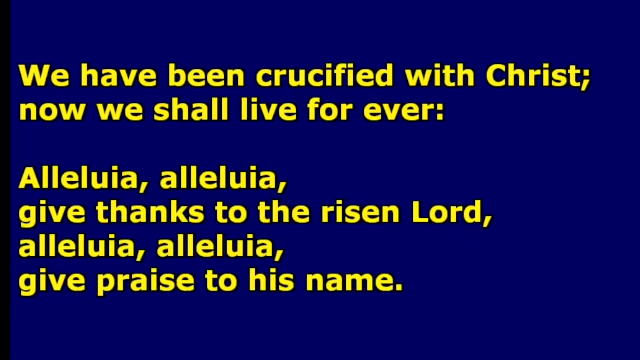 We have been crucified with Christ;
now we shall live for ever:
Alleluia, alleluia,
give thanks to the risen Lord,
alleluia, alleluia,
give praise to his name.